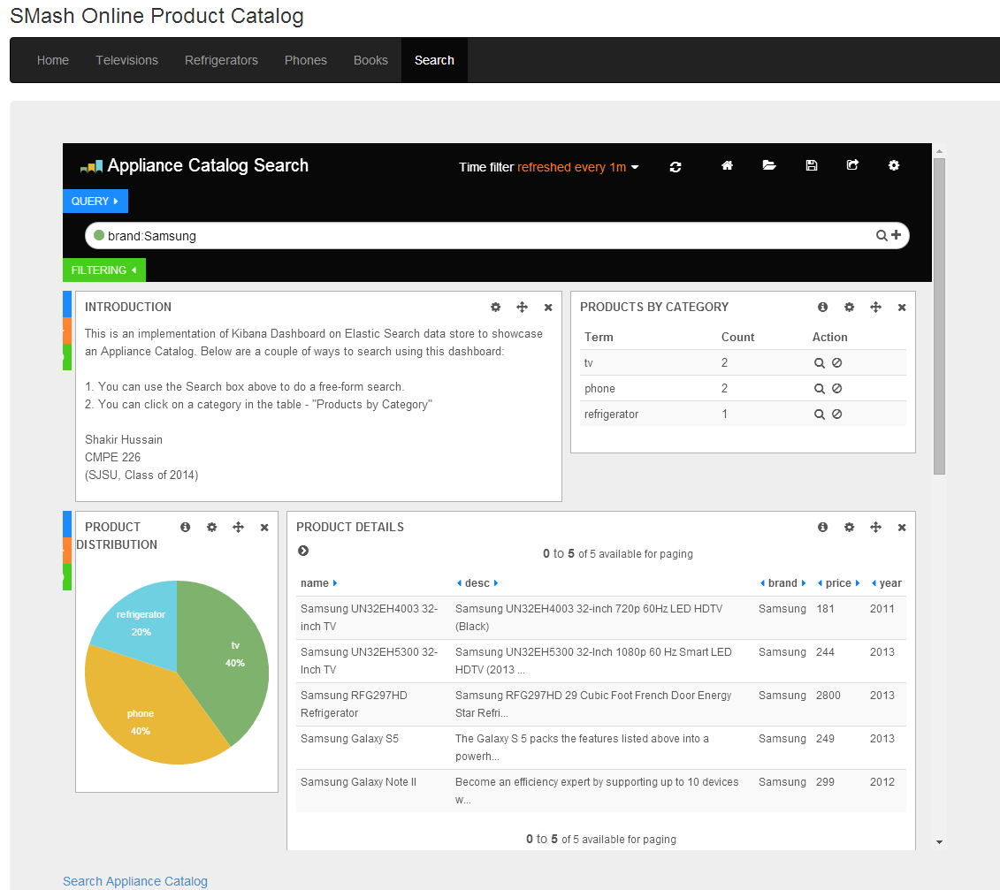 SMash Online Product Catalog
Home Televisions Refrigerators Phones Books Search
Appliance Catalog Search
Time filter refreshed every 1m
QUERY
brand:Samsung
FILTERING
INTRODUCTION
This is an implementation of Kibana Dashboard on Elastic Search data store to showcase
an Appliance Catalog. Below are a couple of ways to search using this dashboard:
1. You can use the Search box above to do a free-form search.
2. You can click on a category in the table - "Products by Category"
Shakir Hussain
CMPE 226
(SJSU, Class of 2014)
PRODUCTS BY CATEGORY
Term Count Action
tv 2
phone 2
refrigerator 1
PRODUCT
DISTRIBUTION
refrigerator
20%
tv
40%
phone
40%
PRODUCT DETAILS
0 to 5 of 5 available for paging
name desc brand price year
Samsung UN32EH4003 32- Samsung UN32EH4003 32-inch 720p 60Hz LED HDTV Samsung 181 2011
inch TV (Black)
Samsung UN32EH5300 32- Samsung UN32EH5300 32-Inch 1080p 60 Hz Smart LED Samsung 244 2013
Inch TV HDTV (2013 ...
Samsung RFG297HD Samsung RFG297HD 29 Cubic Foot French Door Energy Samsung 2800 2013
Refrigerator Star Refri...
Samsung Galaxy S5 The Galaxy S 5 packs the features listed above into a Samsung 249 2013
powerh...
Samsung Galaxy Note II Become an efficiency expert by supporting up to 10 devices Samsung 299 2012
w...
0 to 5 of 5 available for paging
Search Appliance Catalog